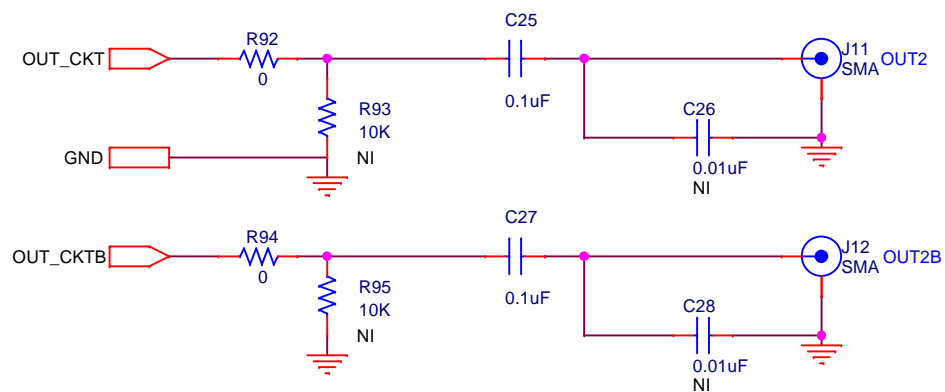 C25
R92
OUT_CKT
0
0.1uF
J11 OUT2
SMA
R93
10K
NI
C26
0.01uF
NI
GND
C27
R94
OUT_CKTB
0
0.1uF
J12 OUT2B
SMA
R95
10K
NI
C28
0.01uF
NI